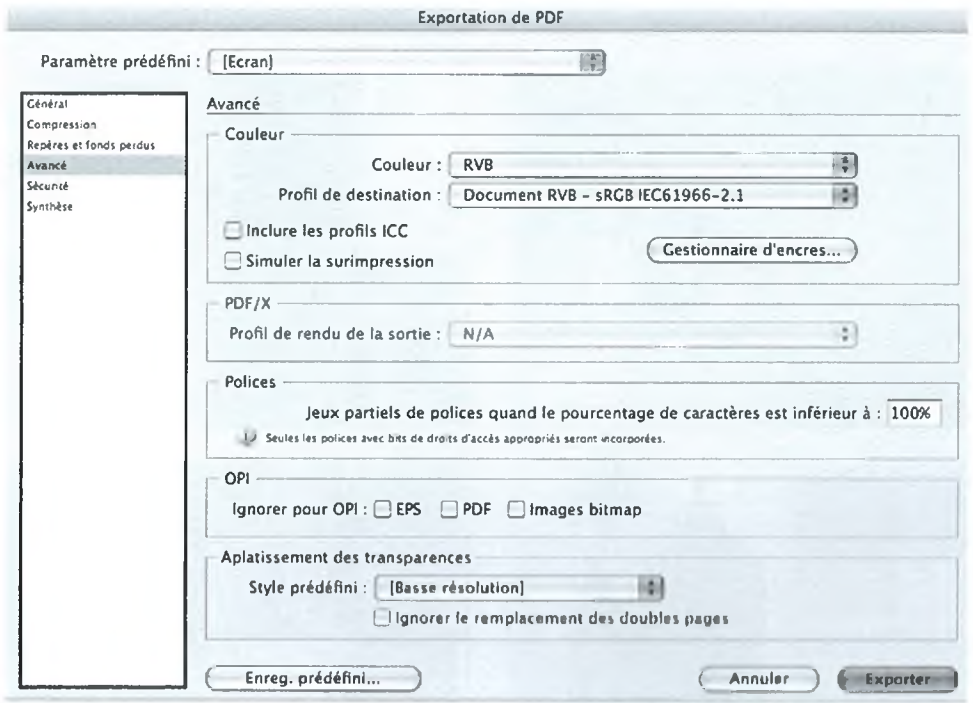 Exportation de PDF
Paramètre prédéfini : [Ecran]
Général
Compression
Repères et fonds perdus
Avancé
Sécurité
Synthèse
Avancé
Couleur
Couleur : RVB
Profil de destination : Document RVB - sRGB IEC61966-2.1
Inclure les profils ICC
Simuler la surimpression
Gestionnaire d'encres...
PDF/X
Profil de rendu de la sortie : N/A
Polices
Jeux partiels de polices quand le pourcentage de caractères est inférieur à : 100%
Seules les polices avec bits de droits d'accès appropriés seront incorporées.
OPI
Ignorer pour OPI : EPS PDF Images bitmap
Aplatissement des transparences
Style prédéfini : [Basse résolution]
Ignorer le remplacement des doubles pages
Enreg. prédéfini...
Annuler
Exporter